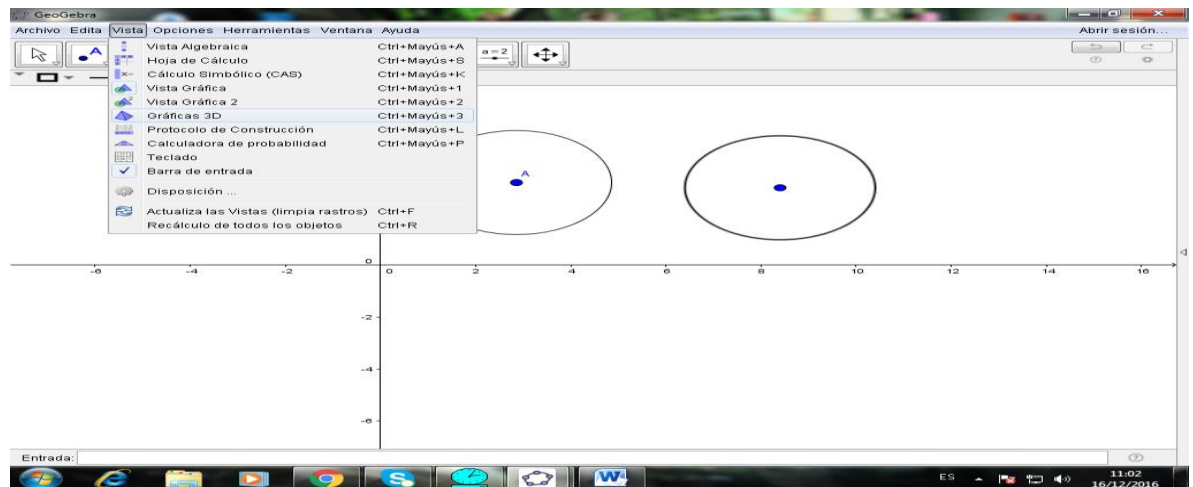 GeoGebra
Archivo Edita Vista Opciones Herramientas Ventana Ayuda Abrir sesión...
A a = 2
Vista Algebraica Ctrl+Mayús+A
Hoja de Cálculo Ctrl+Mayús+S
Cálculo Simbólico (CAS) Ctrl+Mayús+K
Vista Gráfica Ctrl+Mayús+1
Vista Gráfica 2 Ctrl+Mayús+2
Gráficas 3D Ctrl+Mayús+3
Protocolo de Construcción Ctrl+Mayús+L
Calculadora de probabilidad Ctrl+Mayús+P
Teclado
Barra de entrada
Disposición ...
Actualiza las Vistas (limpia rastros) Ctrl+F
Recálculo de todos los objetos Ctrl+R
A
0
-6 -4 -2 0 2 4 6 8 10 12 14 16
-2
-4
-6
Entrada:
ES 11:02
16/12/2016